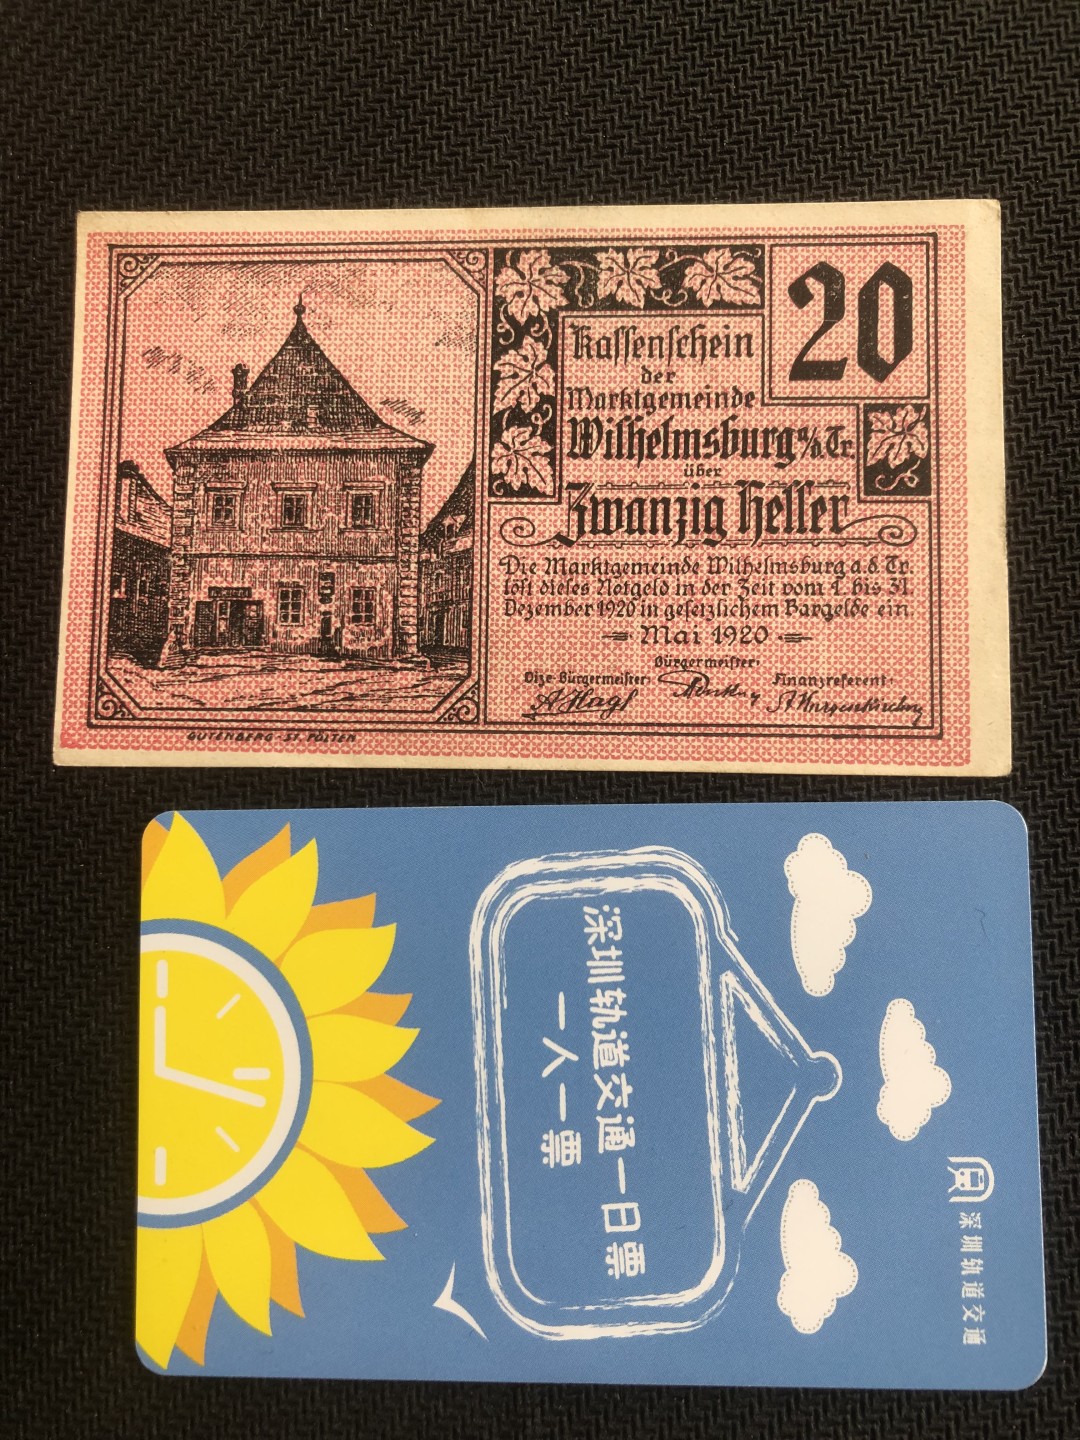 20
Kassenschein
der
Marktgemeinde
Wilhelmsburg a/d. Tr.
über
Zwanzig Heller
Die Marktgemeinde Wilhelmsburg a.d. Tr.
löst dieses Notgeld in der Zeit vom 1. bis 31.
Dezember 1920 in gesetzlichem Bargelde ein.
Mai 1920
Bürgermeister:
Vize-Bürgermeister:
Finanzreferent:
GUTENBERG · ST. PÖLTEN
深圳轨道交通
深圳轨道交通一日票
一人一票